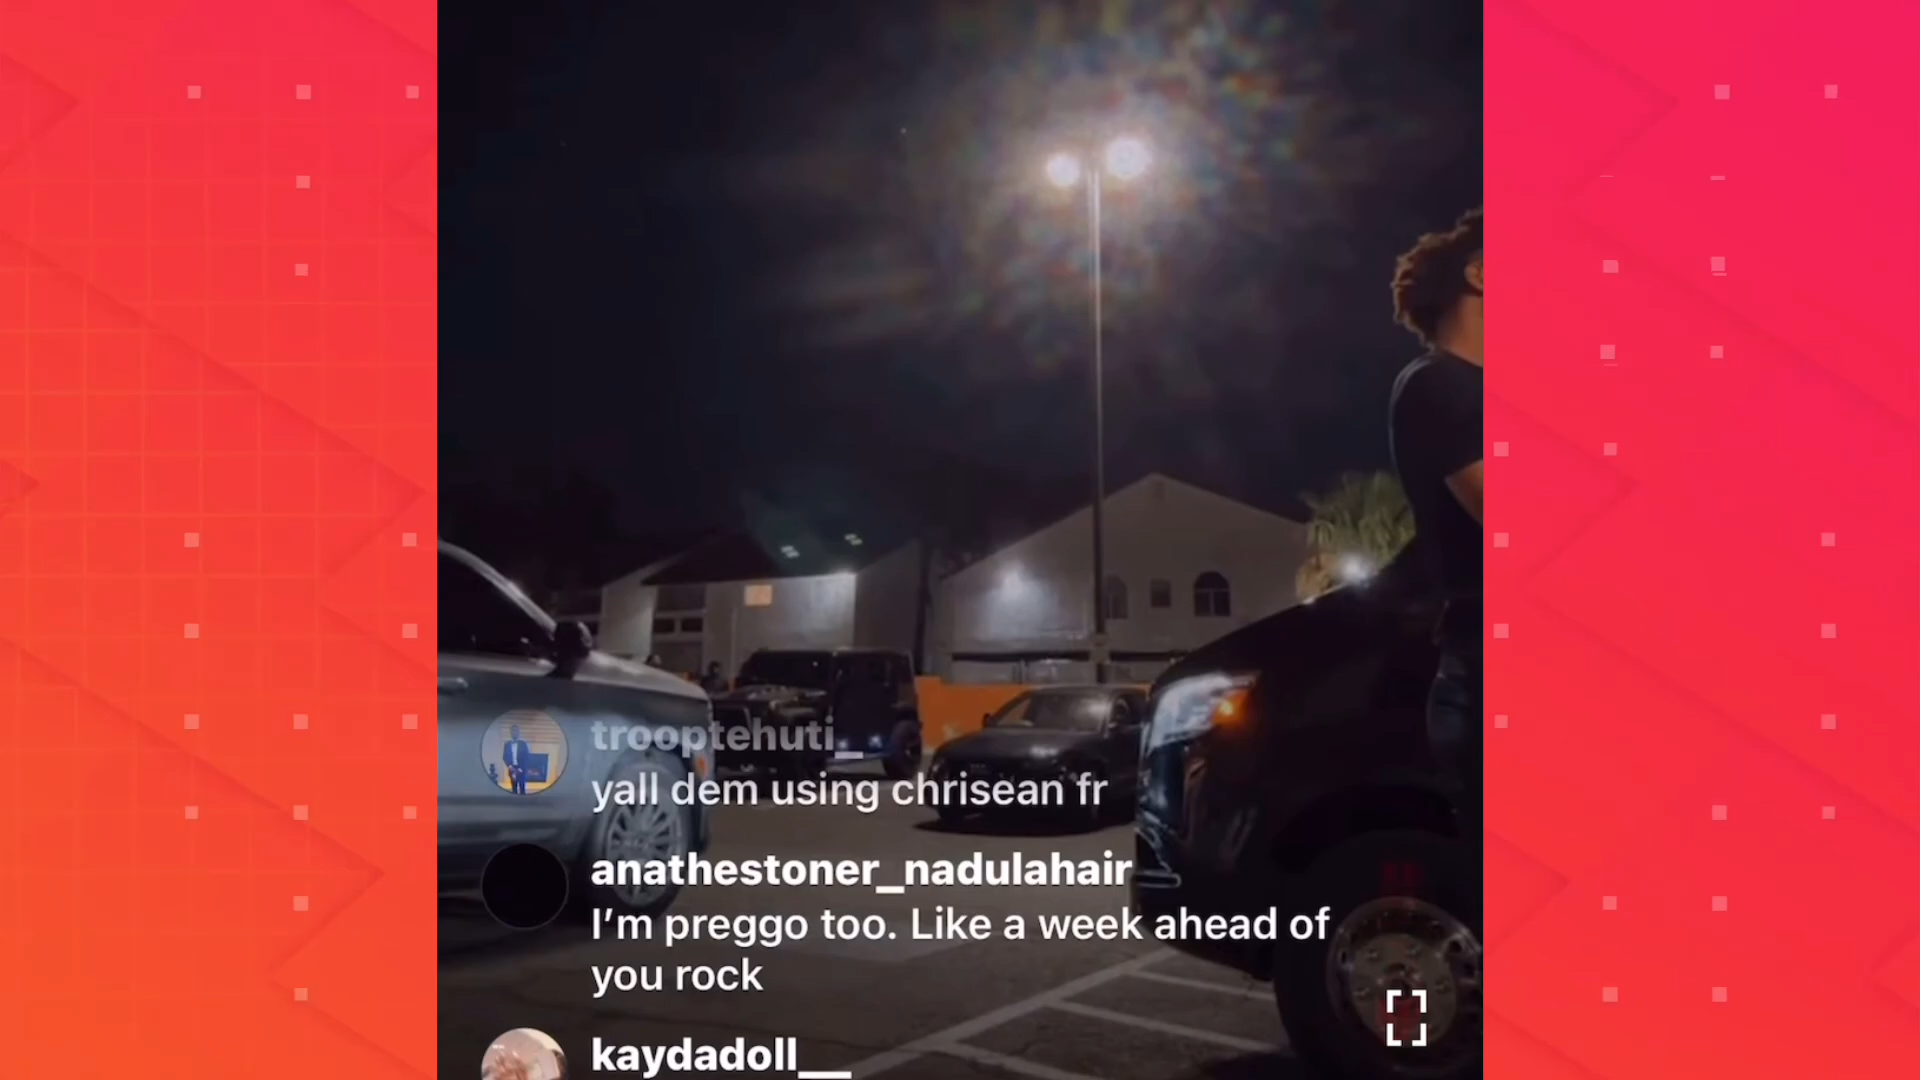 trooptehuti_
yall dem using chrisean fr
anathestoner_nadulahair
I’m preggo too. Like a week ahead of
you rock
kaydadoll__